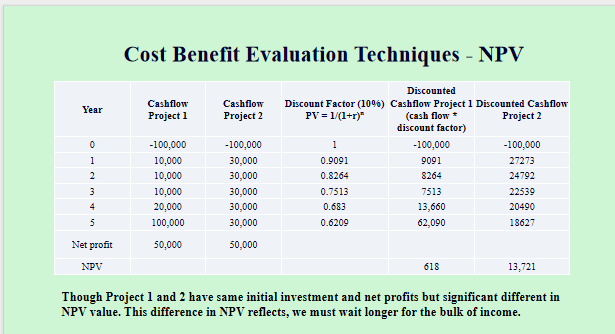 Cost Benefit Evaluation Techniques - NPV
Year Cashflow Project 1 Cashflow Project 2 Discount Factor (10%) PV = 1/(1+r)ⁿ Discounted Cashflow Project 1 (cash flow * discount factor) Discounted Cashflow Project 2
0 -100,000 -100,000 1 -100,000 -100,000
1 10,000 30,000 0.9091 9091 27273
2 10,000 30,000 0.8264 8264 24792
3 10,000 30,000 0.7513 7513 22539
4 20,000 30,000 0.683 13,660 20490
5 100,000 30,000 0.6209 62,090 18627
Net profit 50,000 50,000
NPV 618 13,721
Though Project 1 and 2 have same initial investment and net profits but significant different in
NPV value. This difference in NPV reflects, we must wait longer for the bulk of income.